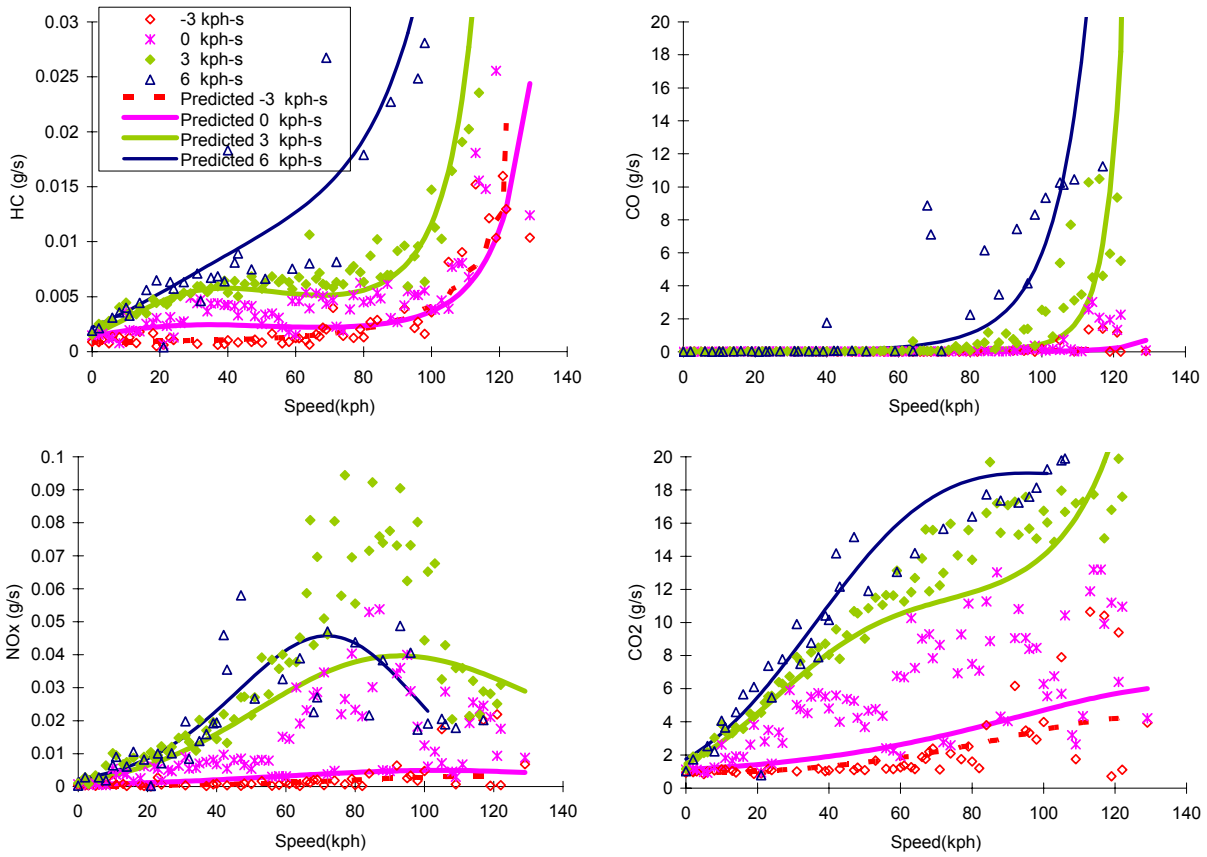 0.03
0.025
0.02
0.015
0.01
0.005
0
HC (g/s)
-3 kph-s
0 kph-s
3 kph-s
6 kph-s
Predicted -3 kph-s
Predicted 0 kph-s
Predicted 3 kph-s
Predicted 6 kph-s
0 20 40 60 80 100 120 140
Speed(kph)
20
18
16
14
12
10
8
6
4
2
0
CO (g/s)
0 20 40 60 80 100 120 140
Speed(kph)
0.1
0.09
0.08
0.07
0.06
0.05
0.04
0.03
0.02
0.01
0
NOx (g/s)
0 20 40 60 80 100 120 140
Speed(kph)
20
18
16
14
12
10
8
6
4
2
0
CO2 (g/s)
0 20 40 60 80 100 120 140
Speed(kph)